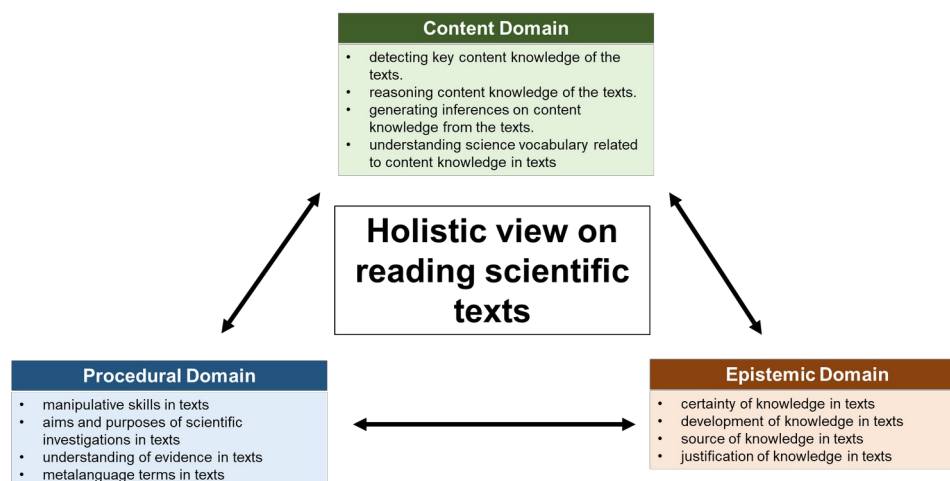 Content Domain
• detecting key content knowledge of the
texts.
• reasoning content knowledge of the texts.
• generating inferences on content
knowledge from the texts.
• understanding science vocabulary related
to content knowledge in texts
Holistic view on
reading scientific
texts
Procedural Domain
• manipulative skills in texts
• aims and purposes of scientific
investigations in texts
• understanding of evidence in texts
• metalanguage terms in texts
Epistemic Domain
• certainty of knowledge in texts
• development of knowledge in texts
• source of knowledge in texts
• justification of knowledge in texts